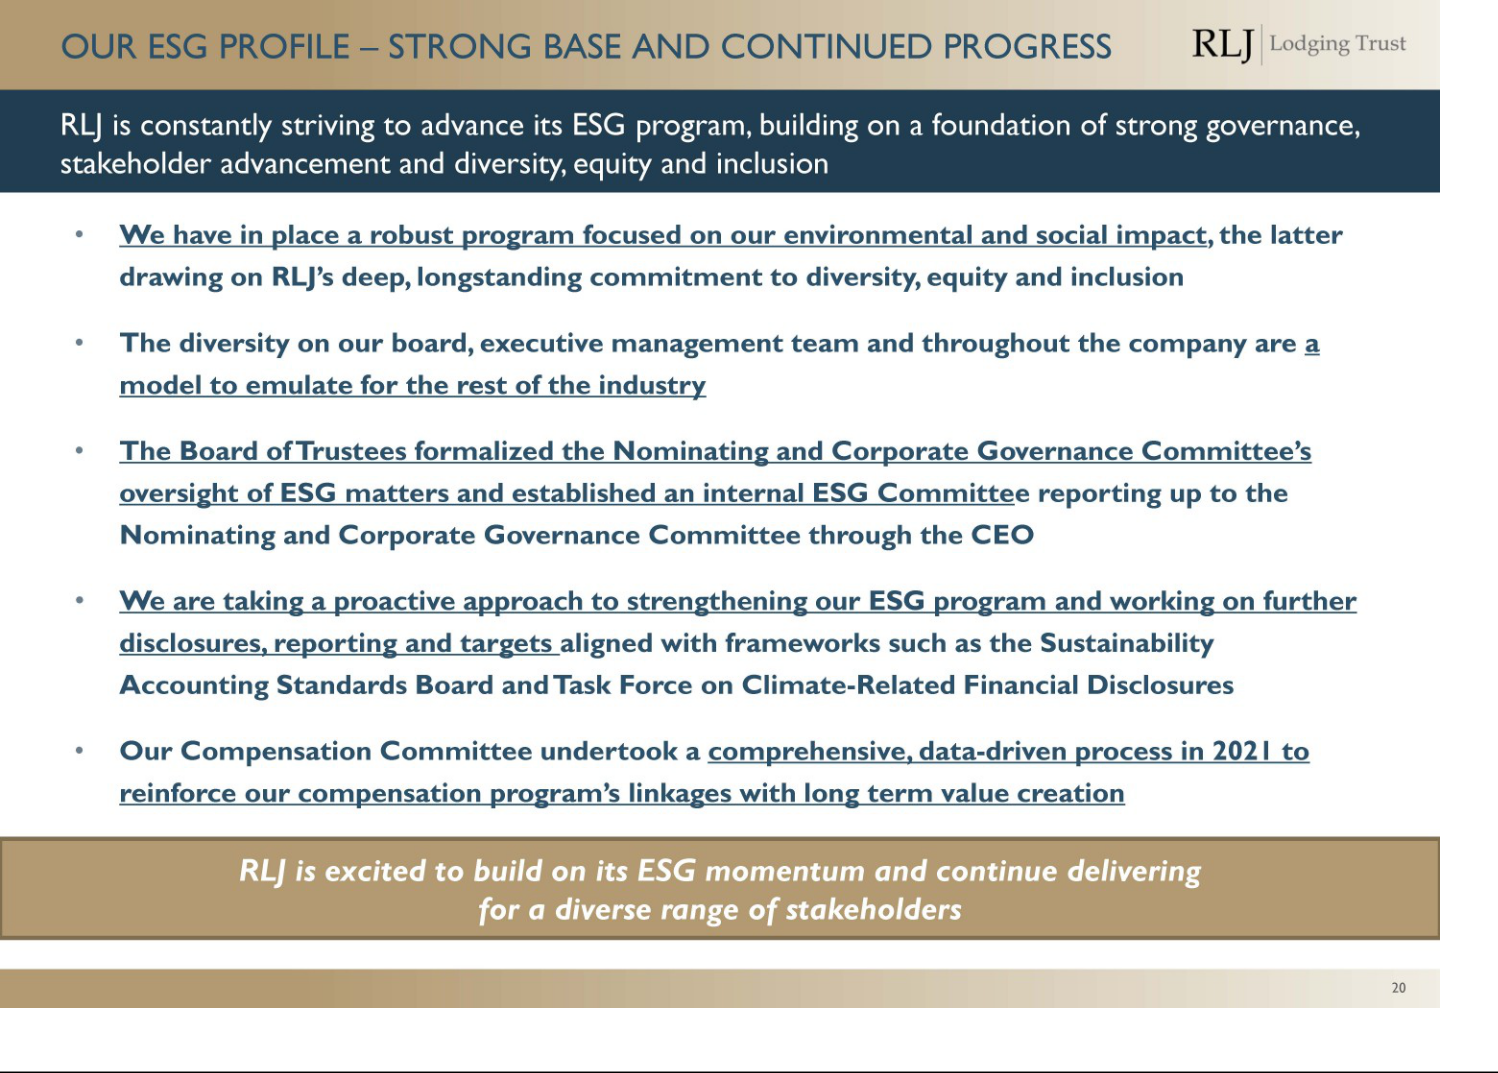 OUR ESG PROFILE – STRONG BASE AND CONTINUED PROGRESS
RLJ Lodging Trust
RLJ is constantly striving to advance its ESG program, building on a foundation of strong governance,
stakeholder advancement and diversity, equity and inclusion
• We have in place a robust program focused on our environmental and social impact, the latter
drawing on RLJ’s deep, longstanding commitment to diversity, equity and inclusion
• The diversity on our board, executive management team and throughout the company are a
model to emulate for the rest of the industry
• The Board of Trustees formalized the Nominating and Corporate Governance Committee’s
oversight of ESG matters and established an internal ESG Committee reporting up to the
Nominating and Corporate Governance Committee through the CEO
• We are taking a proactive approach to strengthening our ESG program and working on further
disclosures, reporting and targets aligned with frameworks such as the Sustainability
Accounting Standards Board and Task Force on Climate-Related Financial Disclosures
• Our Compensation Committee undertook a comprehensive, data-driven process in 2021 to
reinforce our compensation program’s linkages with long term value creation
RLJ is excited to build on its ESG momentum and continue delivering
for a diverse range of stakeholders
20